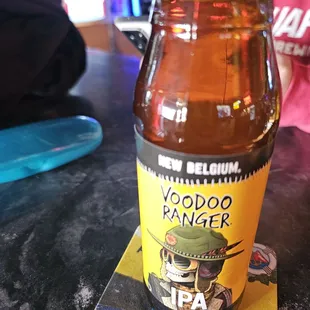 NEW BELGIUM.
VOODOO
RANGER
IPA